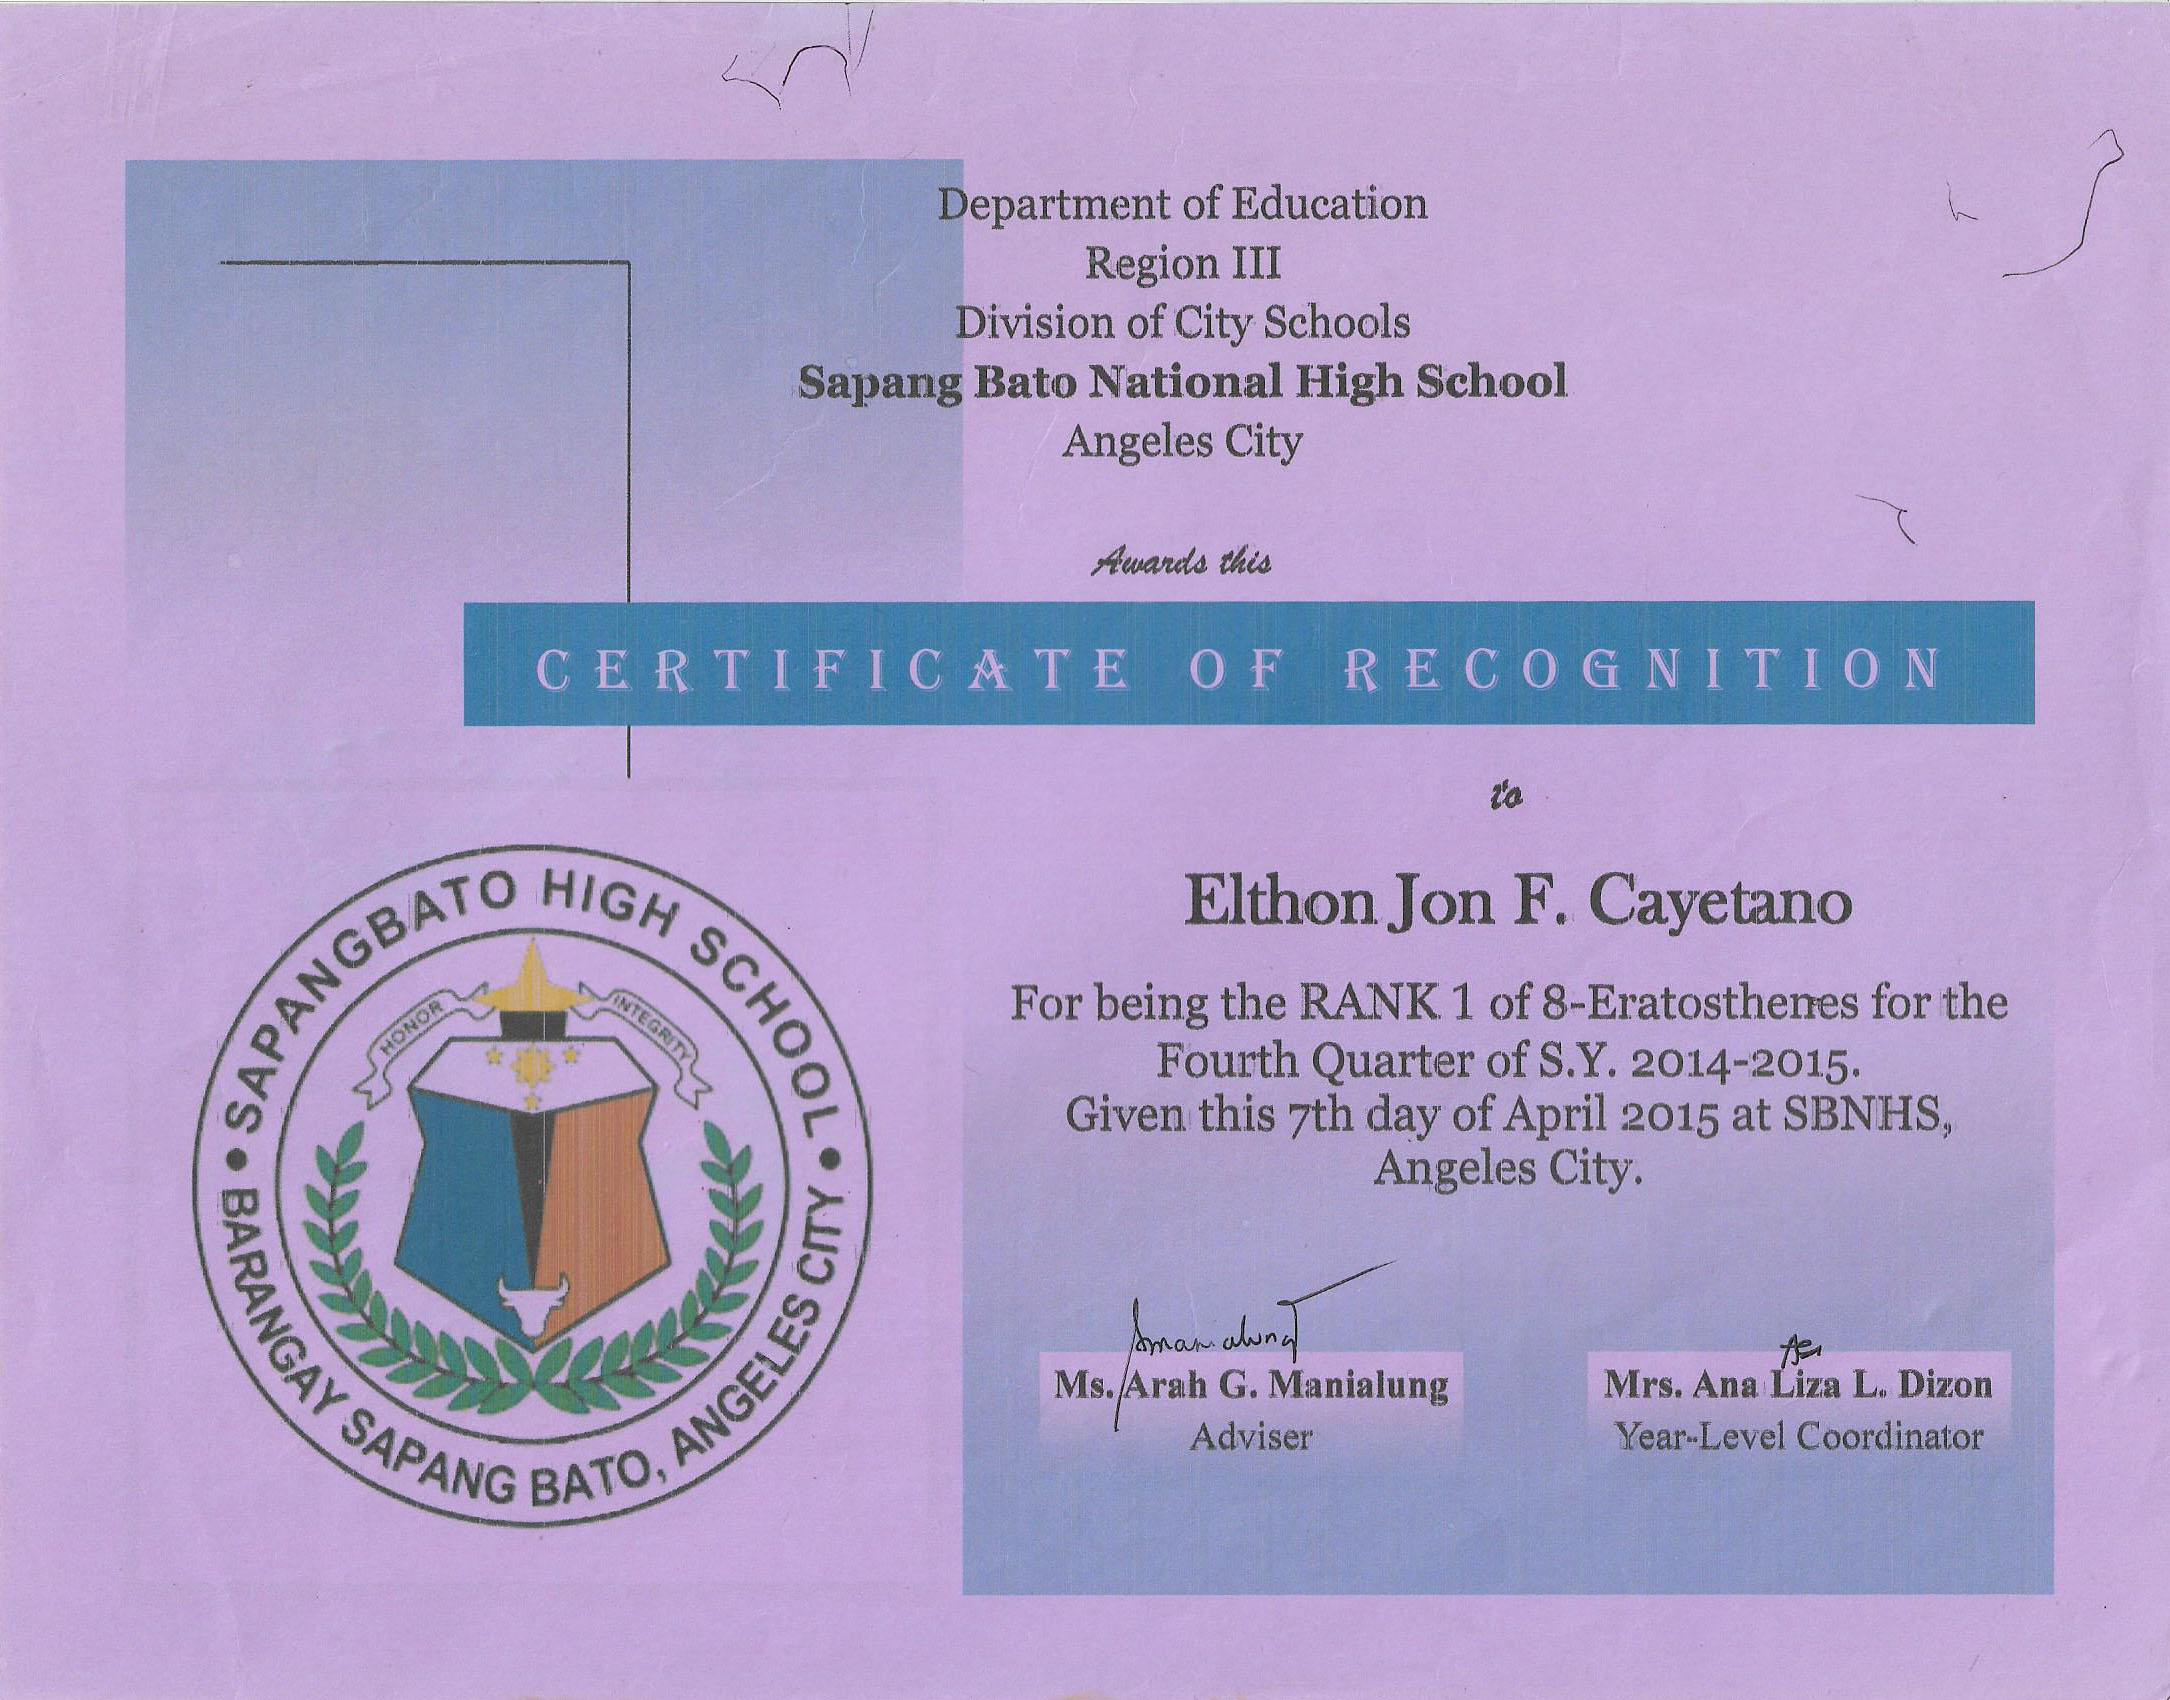 Department of Education
Region III
Division of City Schools
Sapang Bato National High School
Angeles City
Awards this
CERTIFICATE OF RECOGNITION
to
Elthon Jon F. Cayetano
For being the RANK 1 of 8-Eratosthenes for the
Fourth Quarter of S.Y. 2014-2015.
Given this 7th day of April 2015 at SBNHS,
Angeles City.
Ms. Arah G. Manialung
Adviser
Mrs. Ana Liza L. Dizon
Year-Level Coordinator
• SAPANGBATO HIGH SCHOOL •
BARANGAY SAPANG BATO, ANGELES CITY
HONOR
INTEGRITY